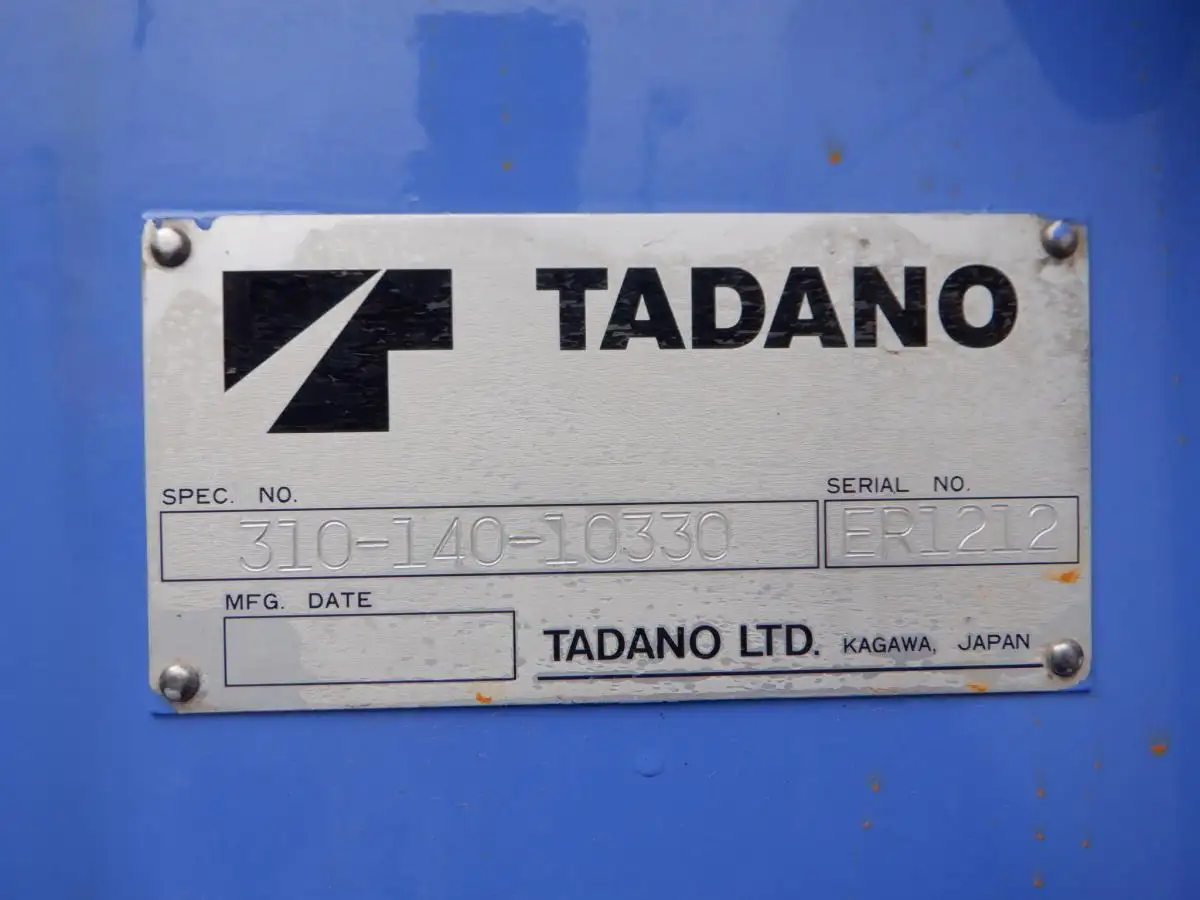 TADANO
SPEC. NO.
310-140-10330
SERIAL NO.
ER1212
MFG. DATE
TADANO LTD. KAGAWA, JAPAN